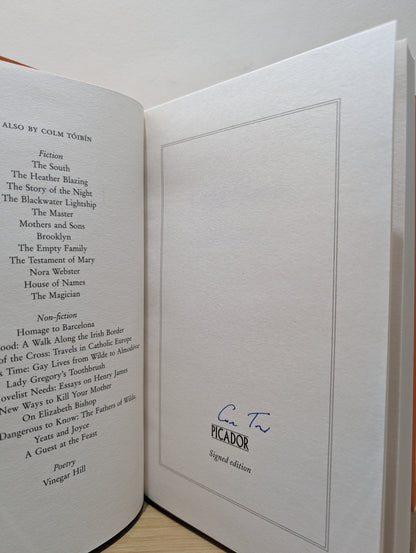 ALSO BY COLM TÓIBÍN
Fiction
The South
The Heather Blazing
The Story of the Night
The Blackwater Lightship
The Master
Mothers and Sons
Brooklyn
The Empty Family
The Testament of Mary
Nora Webster
House of Names
The Magician
Non-fiction
Homage to Barcelona
ood: A Walk Along the Irish Border
of the Cross: Travels in Catholic Europe
Time: Gay Lives from Wilde to Almodóvar
Lady Gregory's Toothbrush
ovelist Needs: Essays on Henry James
New Ways to Kill Your Mother
On Elizabeth Bishop
Dangerous to Know: The Fathers of Wilde,
Yeats and Joyce
A Guest at the Feast
Poetry
Vinegar Hill
PICADOR
Signed edition